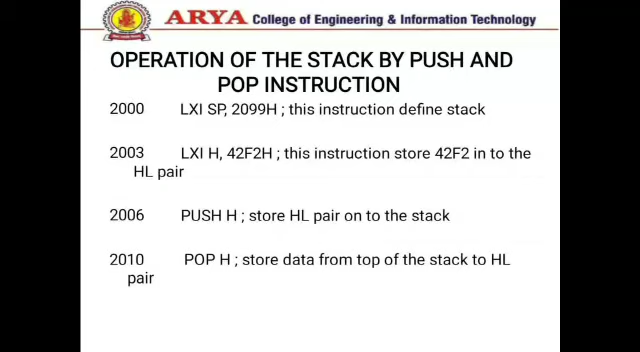 ARYA College of Engineering & Information Technology
OPERATION OF THE STACK BY PUSH AND
POP INSTRUCTION
2000 LXI SP, 2099H ; this instruction define stack
2003 LXI H, 42F2H ; this instruction store 42F2 in to the
HL pair
2006 PUSH H ; store HL pair on to the stack
2010 POP H ; store data from top of the stack to HL
pair